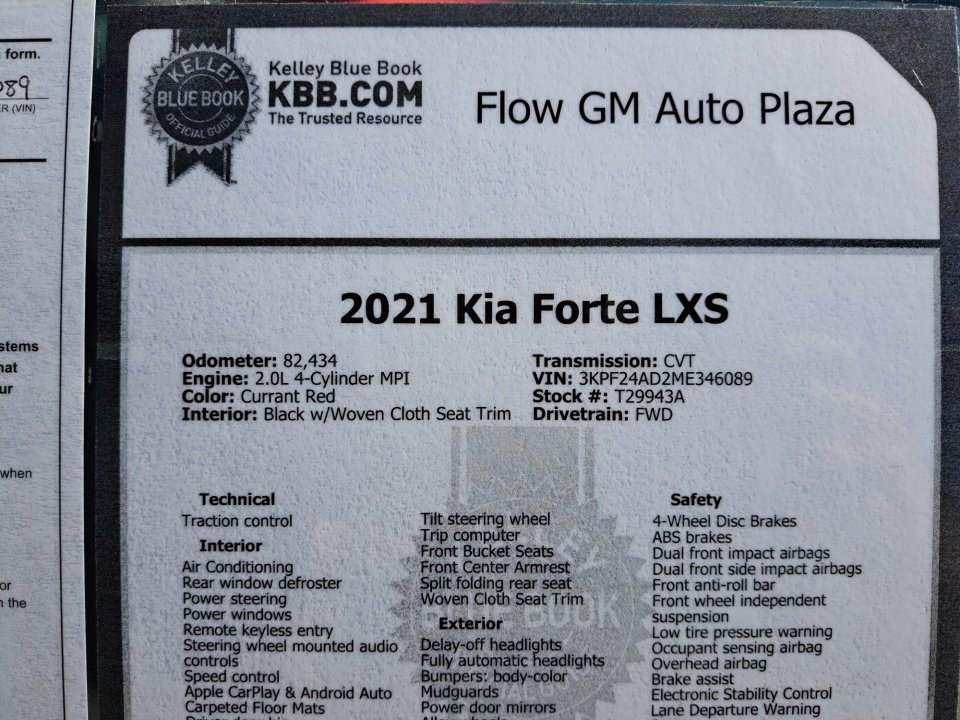 form.
089
ER (VIN)
stems
hat
ur
when
or
n the
KELLEY
BLUE BOOK
OFFICIAL GUIDE
Kelley Blue Book
KBB.COM
The Trusted Resource
Flow GM Auto Plaza
2021 Kia Forte LXS
Odometer: 82,434
Engine: 2.0L 4-Cylinder MPI
Color: Currant Red
Interior: Black w/Woven Cloth Seat Trim
Transmission: CVT
VIN: 3KPF24AD2ME346089
Stock #: T29943A
Drivetrain: FWD
Technical
Traction control
Interior
Air Conditioning
Rear window defroster
Power steering
Power windows
Remote keyless entry
Steering wheel mounted audio
controls
Speed control
Apple CarPlay & Android Auto
Carpeted Floor Mats
Tilt steering wheel
Trip computer
Front Bucket Seats
Front Center Armrest
Split folding rear seat
Woven Cloth Seat Trim
Exterior
Delay-off headlights
Fully automatic headlights
Bumpers: body-color
Mudguards
Power door mirrors
Safety
4-Wheel Disc Brakes
ABS brakes
Dual front impact airbags
Dual front side impact airbags
Front anti-roll bar
Front wheel independent
suspension
Low tire pressure warning
Occupant sensing airbag
Overhead airbag
Brake assist
Electronic Stability Control
Lane Departure Warning